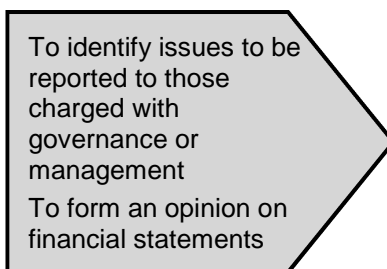 To identify issues to be
reported to those
charged with
governance or
management
To form an opinion on
financial statements